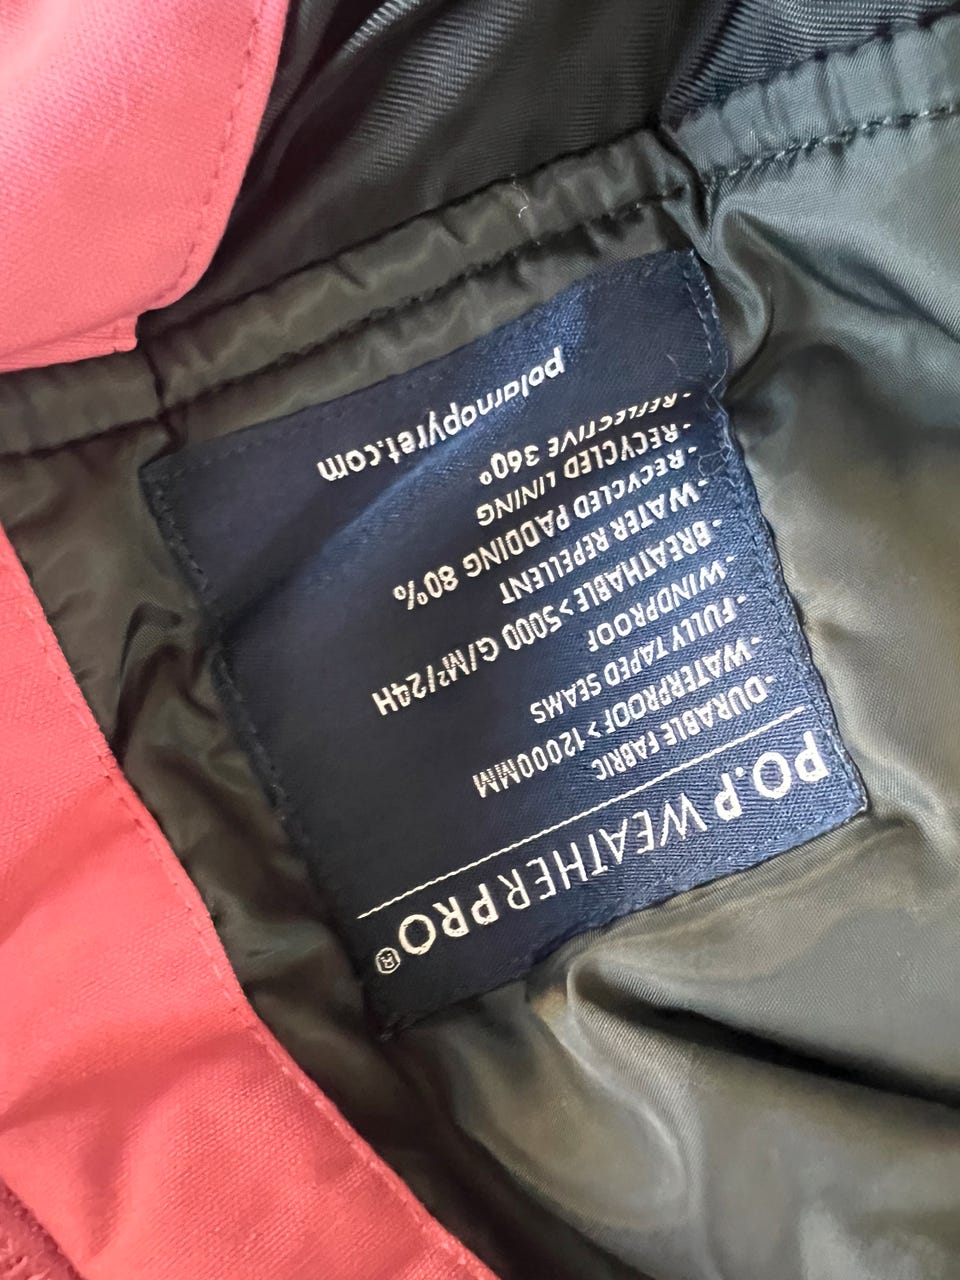 PO.P WEATHERPRO®
- DURABLE FABRIC
- WATERPROOF > 12000MM
- FULLY TAPED SEAMS
- WINDPROOF
- BREATHABLE > 5000 G/M²/24H
- WATER REPELLENT
- RECYCLED PADDING 80%
- RECYCLED LINING
- REFLECTIVE 360°
polarnopyret.com